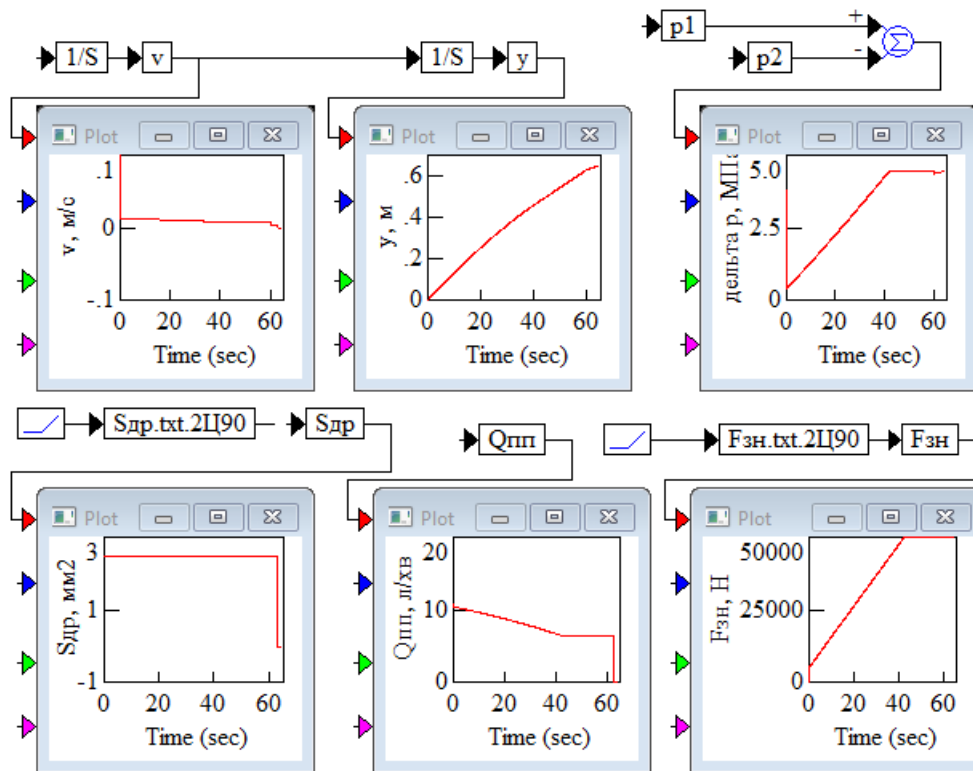 p1
+
1/S
v
1/S
y
p2
-
Σ
Plot
v, м/с
.1
0
-.1
0 20 40 60
Time (sec)
Plot
y, м
.6
.4
.2
0
0 20 40 60
Time (sec)
Plot
дельта p, МПа
5.0
2.5
0
0 20 40 60
Time (sec)
Sдр.txt.2Ц90
Sдр
Qпп
Fзн.txt.2Ц90
Fзн
Plot
Sдр, мм2
3
1
-1
0 20 40 60
Time (sec)
Plot
Qпп, л/хв
20
10
0
0 20 40 60
Time (sec)
Plot
Fзн, Н
50000
25000
0
0 20 40 60
Time (sec)